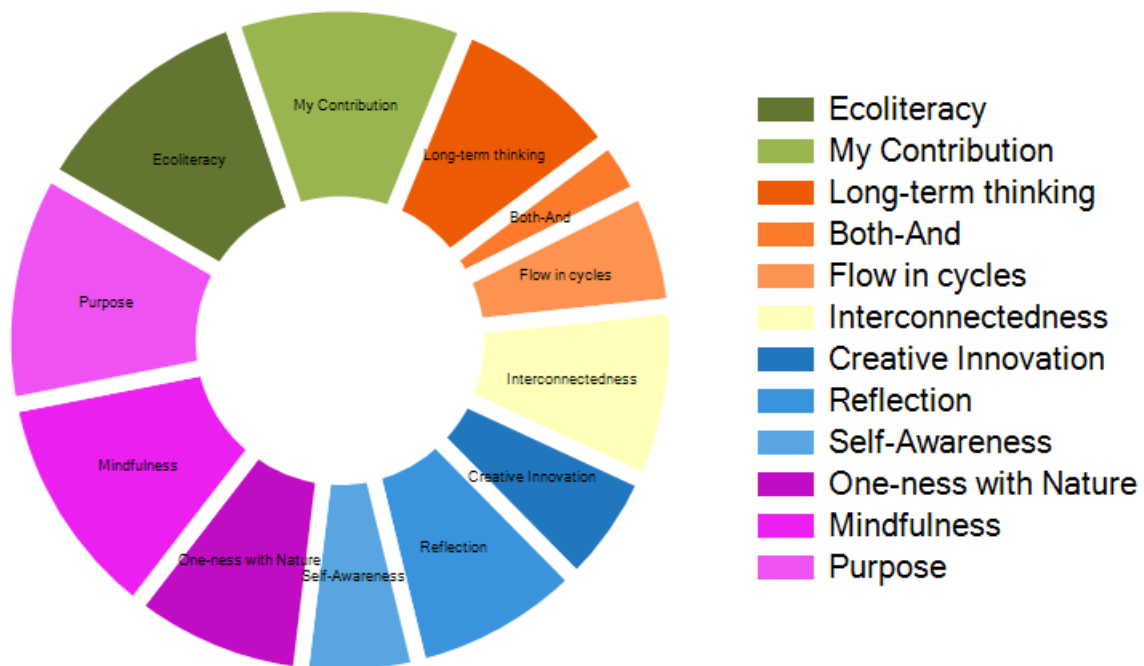 My Contribution
Long-term thinking
Ecoliteracy
Both-And
Flow in cycles
Purpose
Interconnectedness
Mindfulness
Creative Innovation
Reflection
One-ness with Nature
Self-Awareness
Ecoliteracy
My Contribution
Long-term thinking
Both-And
Flow in cycles
Interconnectedness
Creative Innovation
Reflection
Self-Awareness
One-ness with Nature
Mindfulness
Purpose